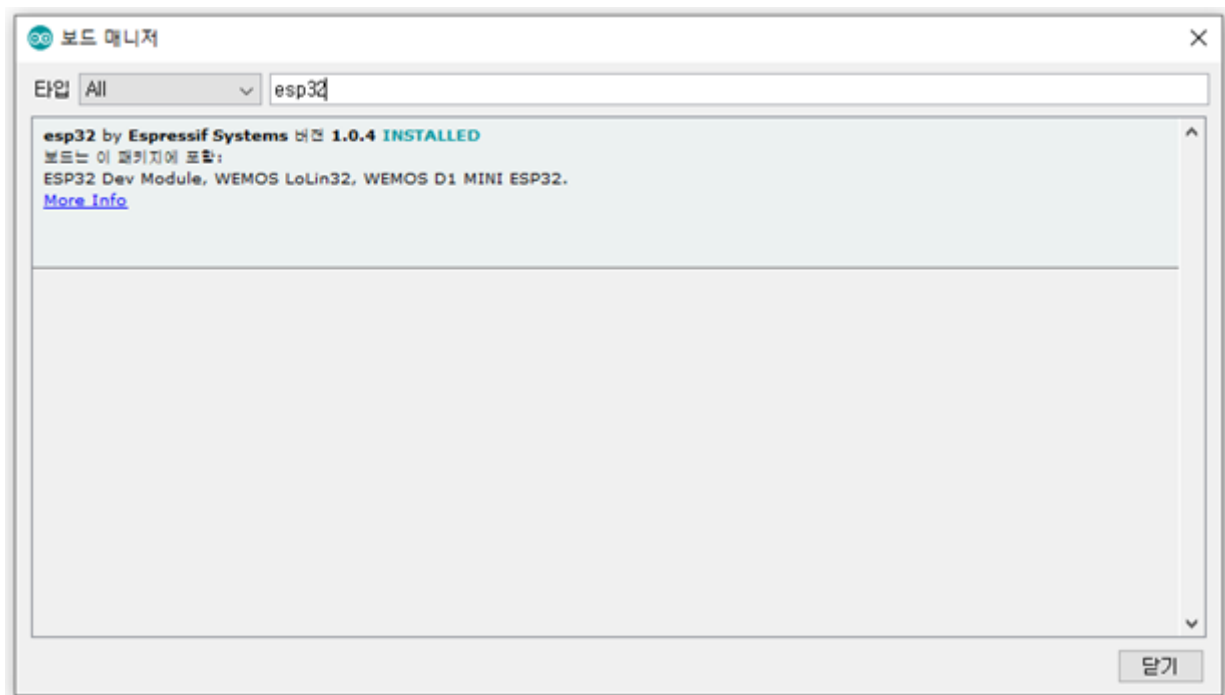 보드 매니저
타입 All esp32
esp32 by Espressif Systems 버전 1.0.4 INSTALLED
보드는 이 패키지에 포함:
ESP32 Dev Module, WEMOS LoLin32, WEMOS D1 MINI ESP32.
More Info
닫기